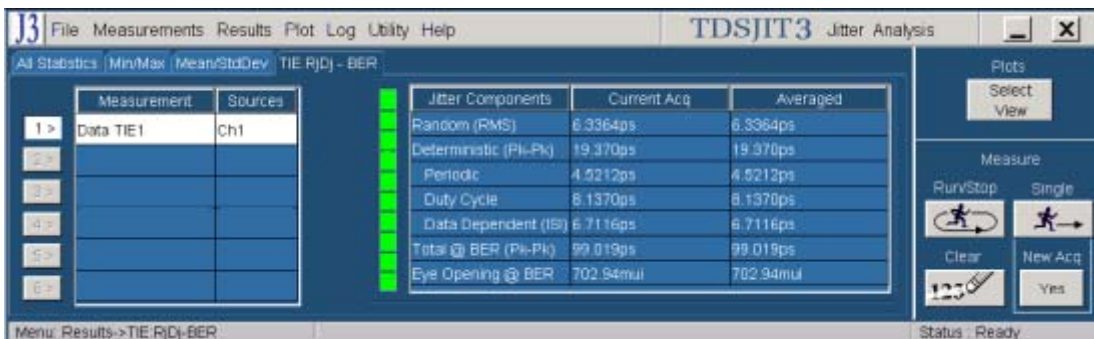 J3 File Measurements Results Plot Log Utility Help TDSJIT3 Jitter Analysis
All Statistics Min/Max Mean/StdDev TIE:RjDj - BER
Measurement Sources
1 > Data TIE1 Ch1
2 >
3 >
4 >
5 >
6 >
Jitter Components Current Acq Averaged
Random (RMS) 6.3364ps 6.3364ps
Deterministic (Pk-Pk) 19.370ps 19.370ps
Periodic 4.5212ps 4.5212ps
Duty Cycle 8.1370ps 8.1370ps
Data Dependent (ISI) 6.7116ps 6.7116ps
Total @ BER (Pk-Pk) 99.019ps 99.019ps
Eye Opening @ BER 702.94mui 702.94mui
Plots
Select
View
Measure
Run/Stop Single
Clear New Acq
123 Yes
Menu: Results->TIE:RjDj-BER Status : Ready